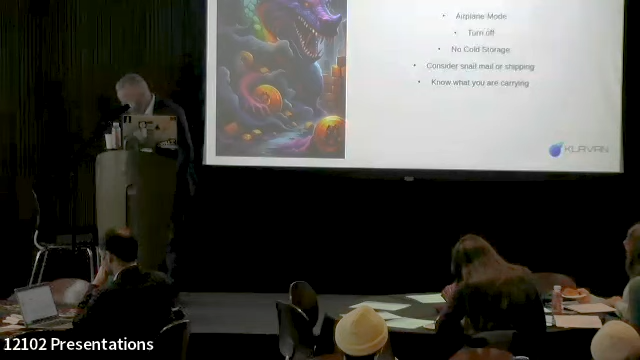 Airplane Mode
Turn off
No Cold Storage
Consider snail mail or shipping
Know what you are carrying
KLRVRN
12102 Presentations